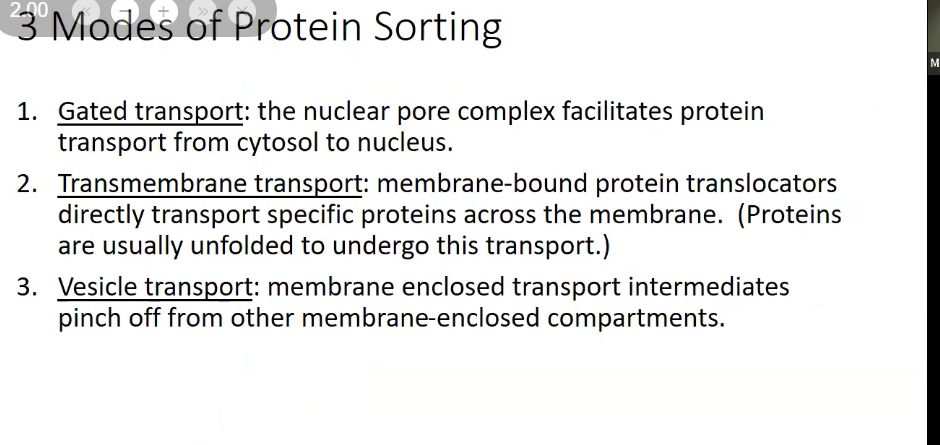 2.00
3 Modes of Protein Sorting
1. Gated transport: the nuclear pore complex facilitates protein
transport from cytosol to nucleus.
2. Transmembrane transport: membrane-bound protein translocators
directly transport specific proteins across the membrane. (Proteins
are usually unfolded to undergo this transport.)
3. Vesicle transport: membrane enclosed transport intermediates
pinch off from other membrane-enclosed compartments.
M